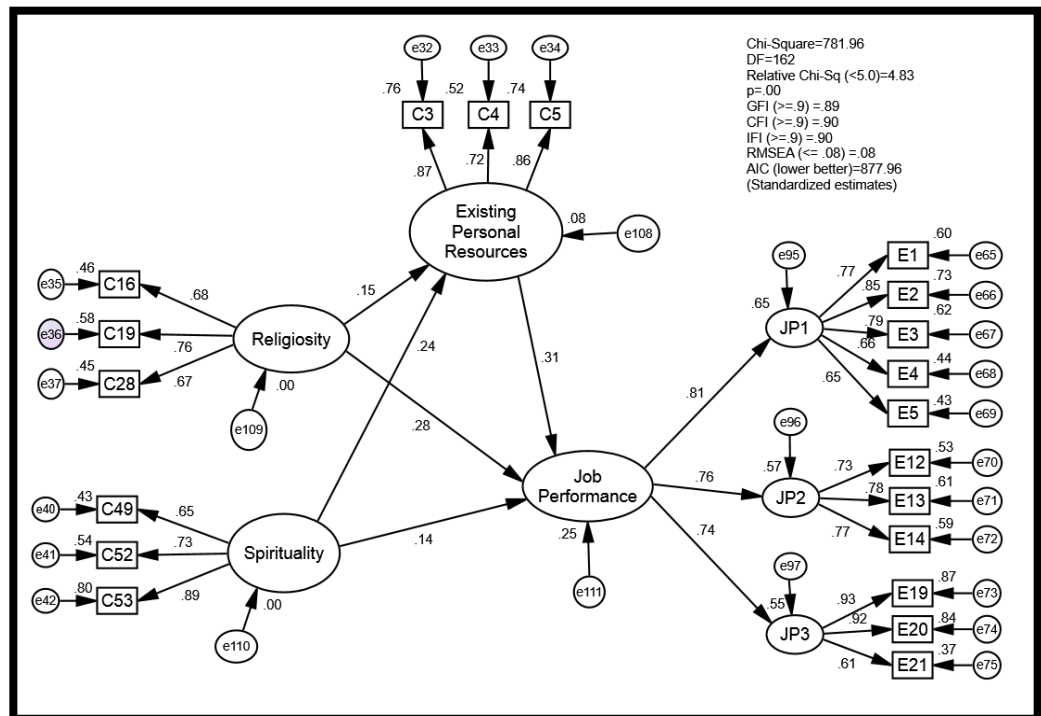 e32
e33
e34
.76
.52
.74
C3
C4
C5
.87
.72
.86
Existing
Personal
Resources
.08
e108
Chi-Square=781.96
DF=162
Relative Chi-Sq (<5.0)=4.83
p=.00
GFI (>=.9) =.89
CFI (>=.9) =.90
IFI (>=.9) =.90
RMSEA (<= .08) =.08
AIC (lower better)=877.96
(Standardized estimates)
e35
.46
C16
.68
e36
.58
C19
.76
e37
.45
C28
.67
Religiosity
.00
e109
.15
.24
.28
.31
e40
.43
C49
.65
e41
.54
C52
.73
e42
.80
C53
.89
Spirituality
.00
e110
.14
Job
Performance
.25
e111
.81
.76
.74
e95
.65
JP1
.77
.85
.79
.66
.65
E1
.60
e65
E2
.73
e66
E3
.62
e67
E4
.44
e68
E5
.43
e69
e96
.57
JP2
.73
.78
.77
E12
.53
e70
E13
.61
e71
E14
.59
e72
e97
.55
JP3
.93
.92
.61
E19
.87
e73
E20
.84
e74
E21
.37
e75